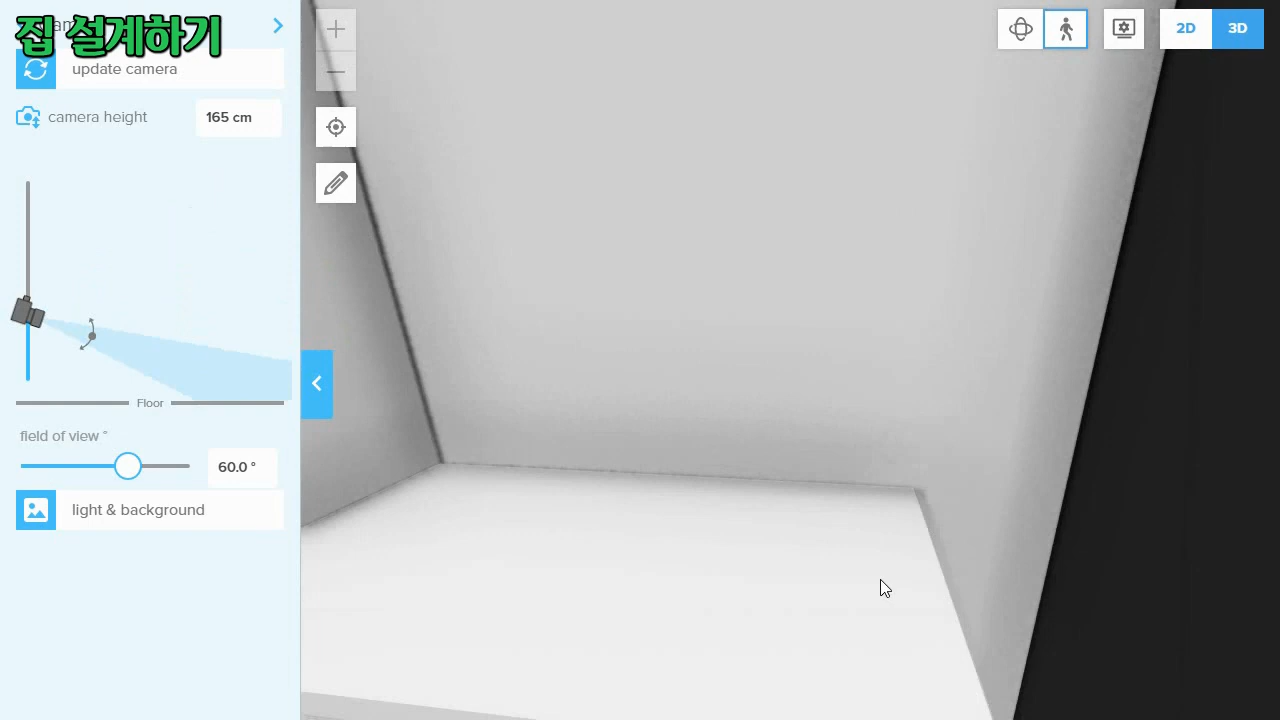 집 설계하기
update camera
camera height
165 cm
Floor
field of view °
60.0 °
light & background
2D
3D